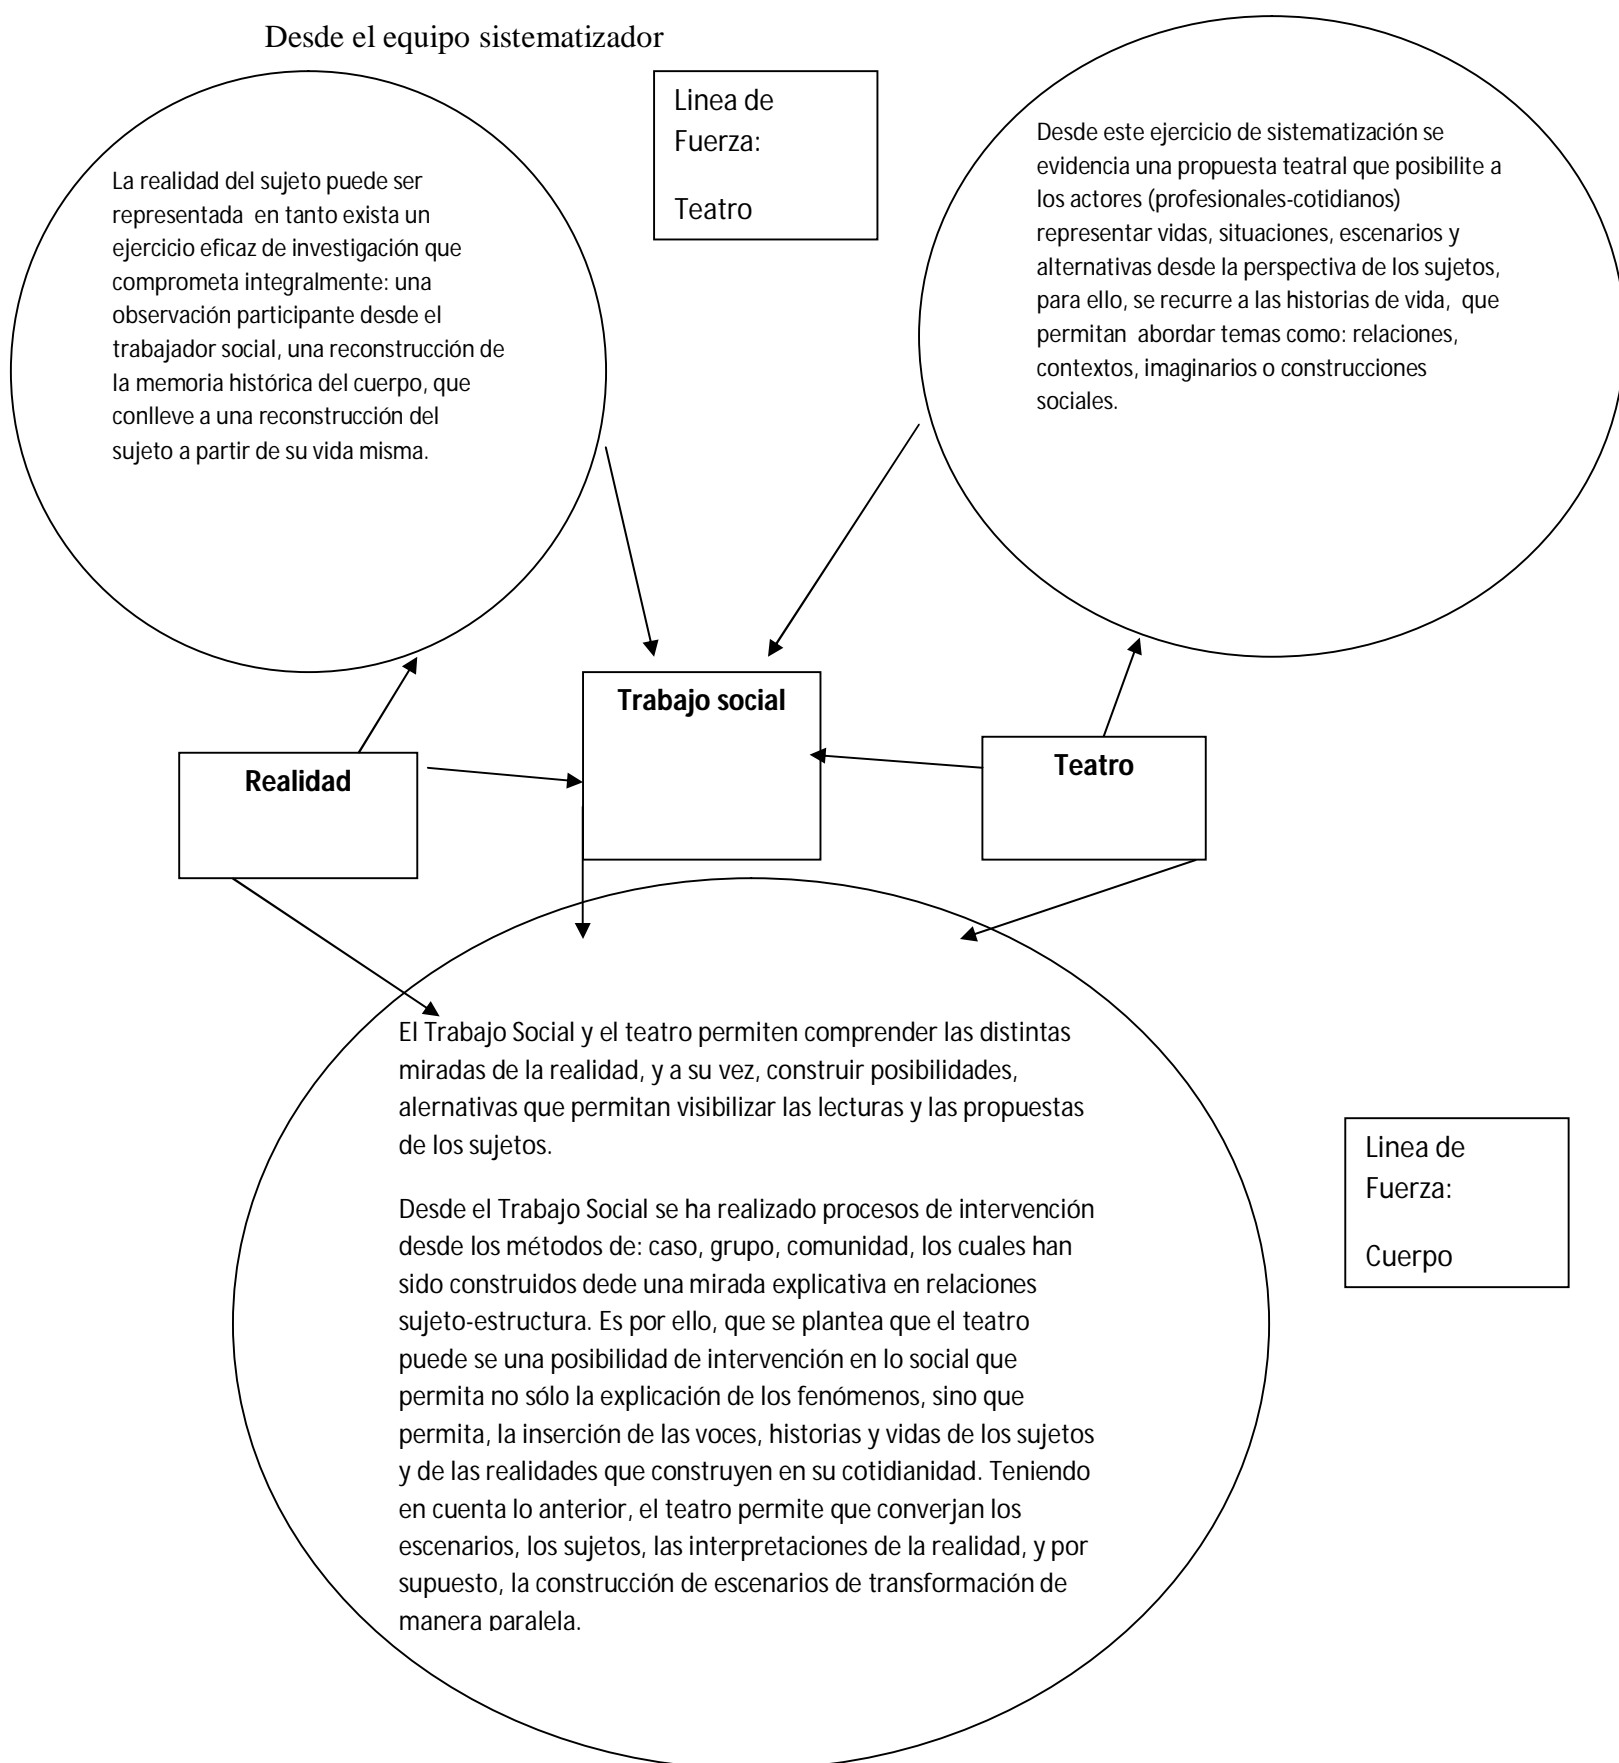 Desde el equipo sistematizador
Linea de
Fuerza:
Teatro
La realidad del sujeto puede ser
representada en tanto exista un
ejercicio eficaz de investigación que
comprometa integralmente: una
observación participante desde el
trabajador social, una reconstrucción de
la memoria histórica del cuerpo, que
conlleve a una reconstrucción del
sujeto a partir de su vida misma.
Desde este ejercicio de sistematización se
evidencia una propuesta teatral que posibilite a
los actores (profesionales-cotidianos)
representar vidas, situaciones, escenarios y
alternativas desde la perspectiva de los sujetos,
para ello, se recurre a las historias de vida, que
permitan abordar temas como: relaciones,
contextos, imaginarios o construcciones
sociales.
Trabajo social
Realidad
Teatro
El Trabajo Social y el teatro permiten comprender las distintas
miradas de la realidad, y a su vez, construir posibilidades,
alernativas que permitan visibilizar las lecturas y las propuestas
de los sujetos.
Desde el Trabajo Social se ha realizado procesos de intervención
desde los métodos de: caso, grupo, comunidad, los cuales han
sido construidos dede una mirada explicativa en relaciones
sujeto-estructura. Es por ello, que se plantea que el teatro
puede se una posibilidad de intervención en lo social que
permita no sólo la explicación de los fenómenos, sino que
permita, la inserción de las voces, historias y vidas de los sujetos
y de las realidades que construyen en su cotidianidad. Teniendo
en cuenta lo anterior, el teatro permite que converjan los
escenarios, los sujetos, las interpretaciones de la realidad, y por
supuesto, la construcción de escenarios de transformación de
manera paralela.
Linea de
Fuerza:
Cuerpo